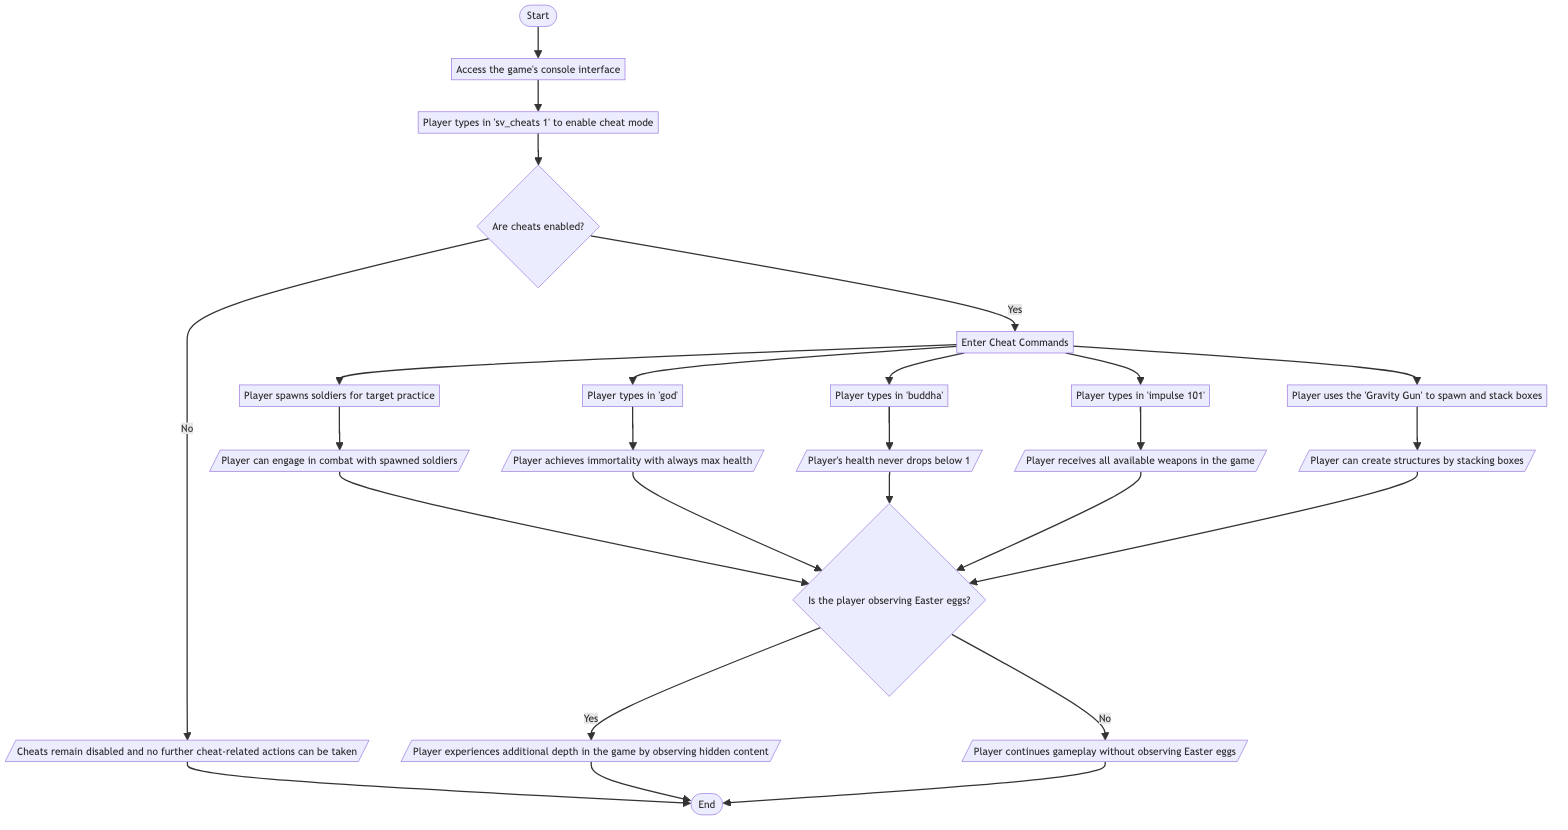 Start
Access the game's console interface
Player types in 'sv_cheats 1' to enable cheat mode
Are cheats enabled?
Yes
Enter Cheat Commands
Player spawns soldiers for target practice
Player types in 'god'
Player types in 'buddha'
Player types in 'impulse 101'
Player uses the 'Gravity Gun' to spawn and stack boxes
No
Player can engage in combat with spawned soldiers
Player achieves immortality with always max health
Player's health never drops below 1
Player receives all available weapons in the game
Player can create structures by stacking boxes
Is the player observing Easter eggs?
Yes
No
Cheats remain disabled and no further cheat-related actions can be taken
Player experiences additional depth in the game by observing hidden content
Player continues gameplay without observing Easter eggs
End